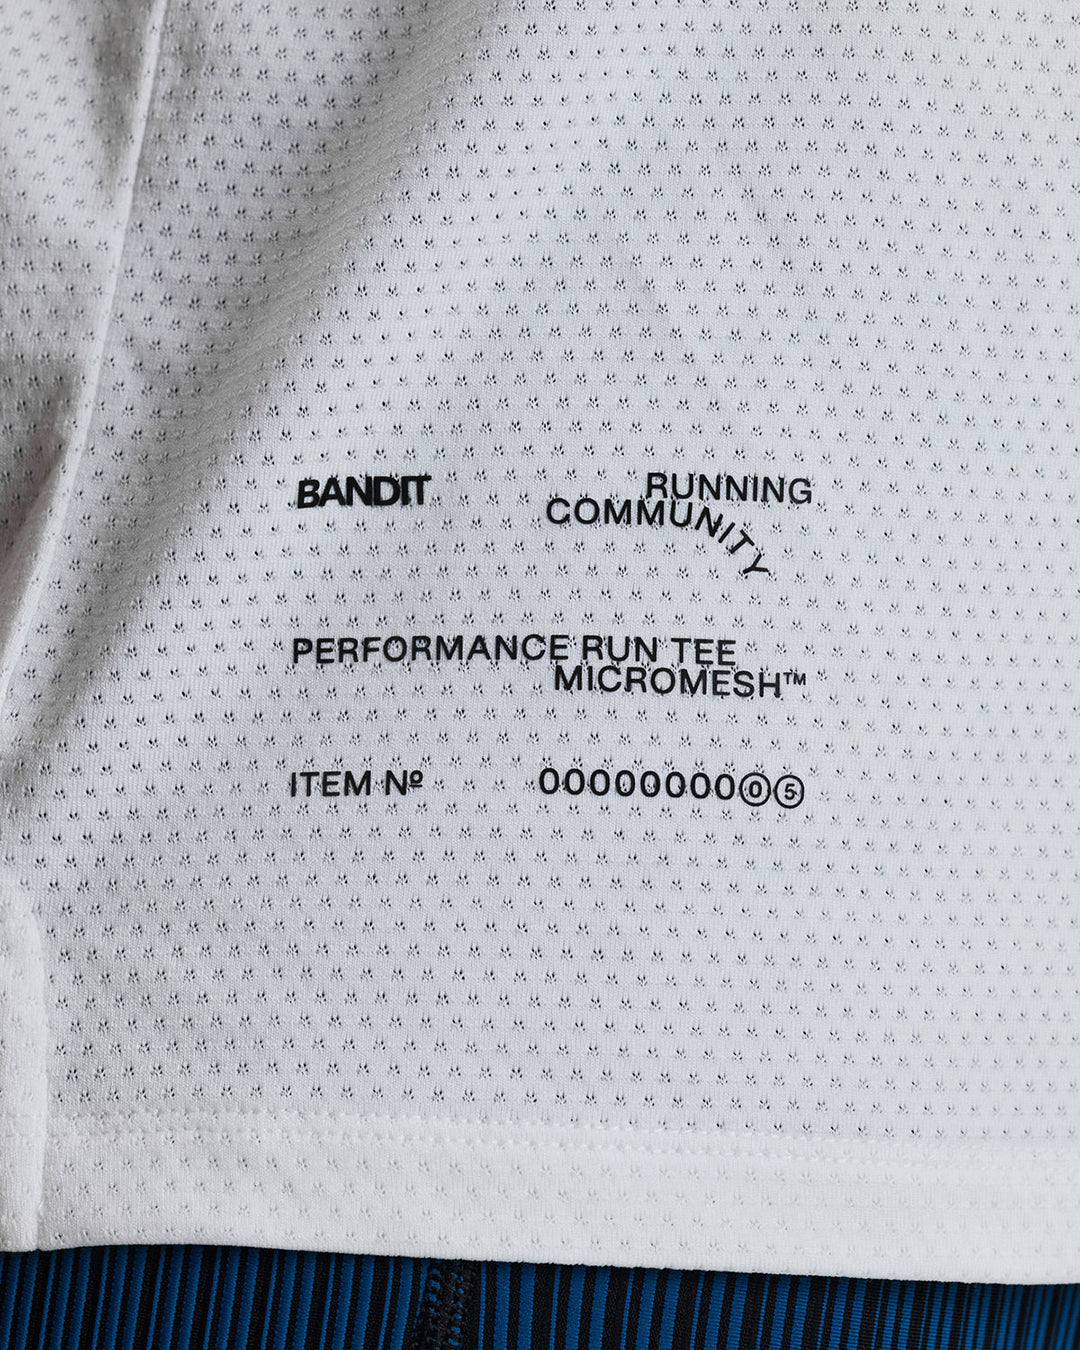 BANDIT RUNNING
COMMUNITY
PERFORMANCE RUN TEE
MICROMESH™
ITEM Nº 00000000⓪⑤